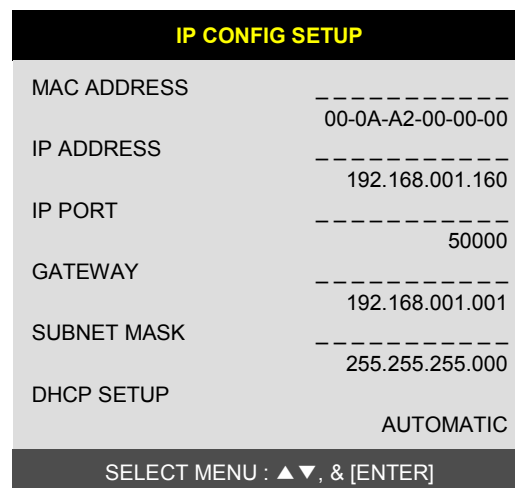 IP CONFIG SETUP
MAC ADDRESS
_ _ _ _ _ _ _ _ _ _ _
00-0A-A2-00-00-00
IP ADDRESS
_ _ _ _ _ _ _ _ _ _ _
192.168.001.160
IP PORT
_ _ _ _ _ _ _ _ _ _ _
50000
GATEWAY
_ _ _ _ _ _ _ _ _ _ _
192.168.001.001
SUBNET MASK
_ _ _ _ _ _ _ _ _ _ _
255.255.255.000
DHCP SETUP
AUTOMATIC
SELECT MENU : ▲▼, & [ENTER]